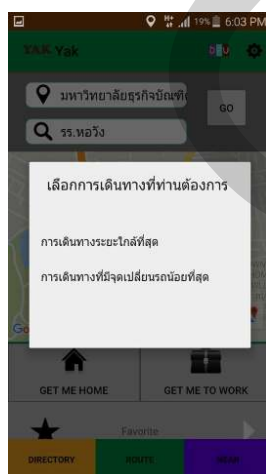 19% 6:03 PM
YAK Yak
มหาวิทยาลัยธุรกิจบัณฑิ
GO
รร.หอวัง
เลือกการเดินทางที่ท่านต้องการ
การเดินทางระยะใกล้ที่สุด
การเดินทางที่มีจุดเปลี่ยนรถน้อยที่สุด
Go
GET ME HOME
GET ME TO WORK
Favorite
DIRECTORY
ROUTE